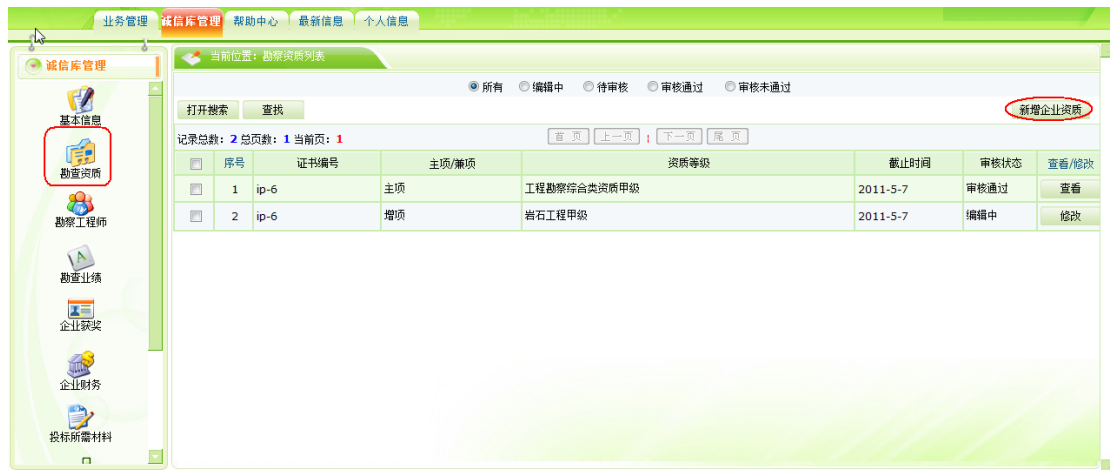 业务管理 诚信库管理 帮助中心 最新信息 个人信息
诚信库管理
当前位置：勘察资质列表
所有 编辑中 待审核 审核通过 审核未通过
打开搜索 查找 新增企业资质
记录总数：2 总页数：1 当前页：1 首 页 上一页 1 下一页 尾 页
序号 证书编号 主项/兼项 资质等级 截止时间 审核状态 查看/修改
1 ip-6 主项 工程勘察综合类资质甲级 2011-5-7 审核通过 查看
2 ip-6 增项 岩石工程甲级 2011-5-7 编辑中 修改
基本信息
勘查资质
勘察工程师
勘查业绩
企业获奖
企业财务
投标所需材料